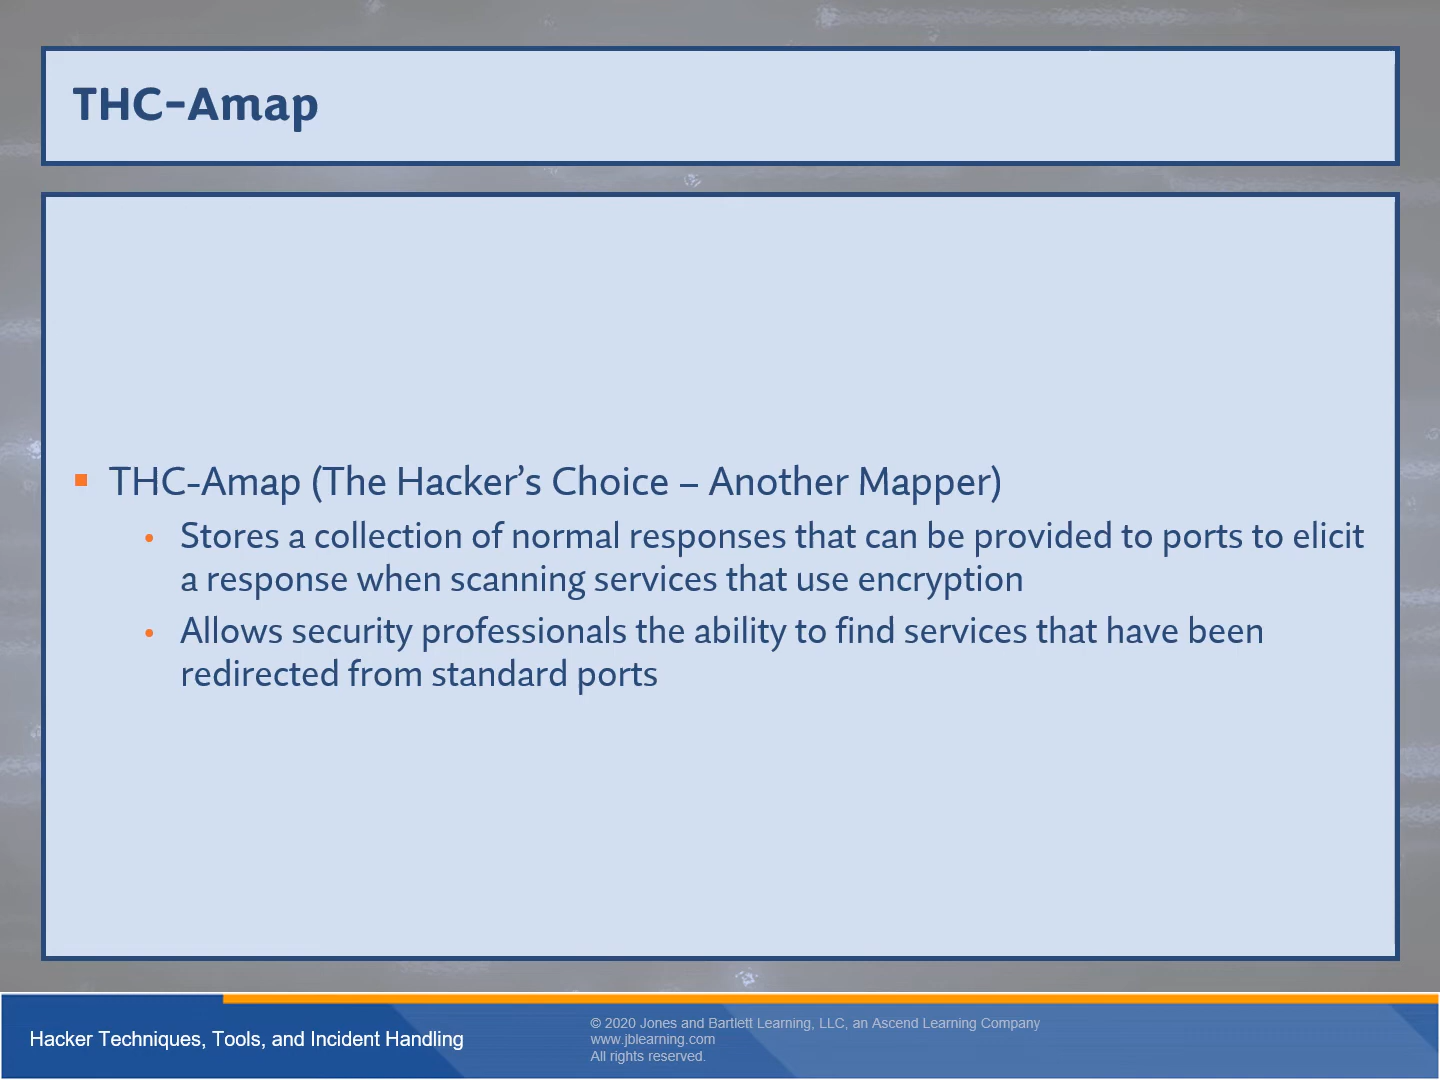 THC-Amap
THC-Amap (The Hacker’s Choice – Another Mapper)
Stores a collection of normal responses that can be provided to ports to elicit
a response when scanning services that use encryption
Allows security professionals the ability to find services that have been
redirected from standard ports
Hacker Techniques, Tools, and Incident Handling
© 2020 Jones and Bartlett Learning, LLC, an Ascend Learning Company
www.jblearning.com
All rights reserved.